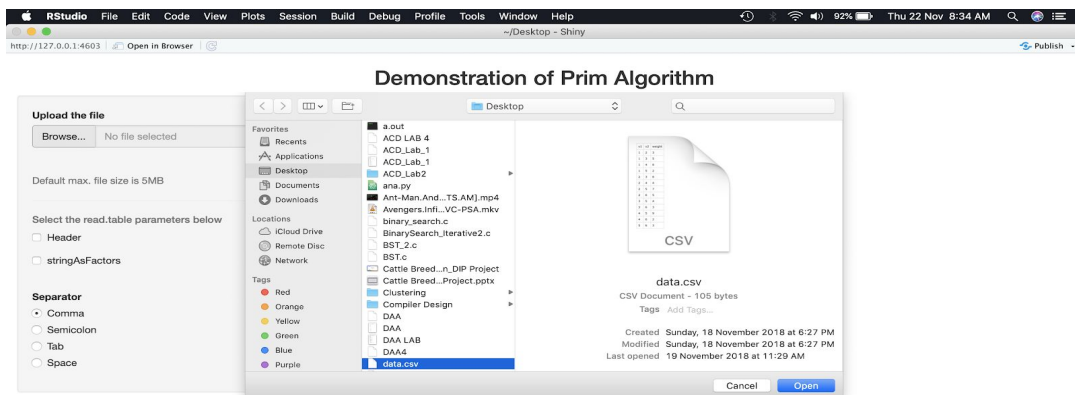 RStudio File Edit Code View Plots Session Build Debug Profile Tools Window Help 92% Thu 22 Nov 8:34 AM
~/Desktop - Shiny
http://127.0.0.1:4603 Open in Browser Publish
Demonstration of Prim Algorithm
Upload the file
Browse... No file selected
Default max. file size is 5MB
Select the read.table parameters below
Header
stringAsFactors
Separator
Comma
Semicolon
Tab
Space
Desktop
Favorites
Recents
Applications
Desktop
Documents
Downloads
Locations
iCloud Drive
Remote Disc
Network
Tags
Red
Orange
Yellow
Green
Blue
Purple
a.out
ACD LAB 4
ACD_Lab_1
ACD_Lab_1
ACD_Lab2
ana.py
Ant-Man.And...TS.AM].mp4
Avengers.Infi...VC-PSA.mkv
binary_search.c
BinarySearch_Iterative2.c
BST_2.c
BST.c
Cattle Breed...n_DIP Project
Cattle Breed...Project.pptx
Clustering
Compiler Design
DAA
DAA
DAA LAB
DAA4
data.csv
CSV
data.csv
CSV Document - 105 bytes
Tags Add Tags...
Created Sunday, 18 November 2018 at 6:27 PM
Modified Sunday, 18 November 2018 at 6:27 PM
Last opened 19 November 2018 at 11:29 AM
Cancel Open